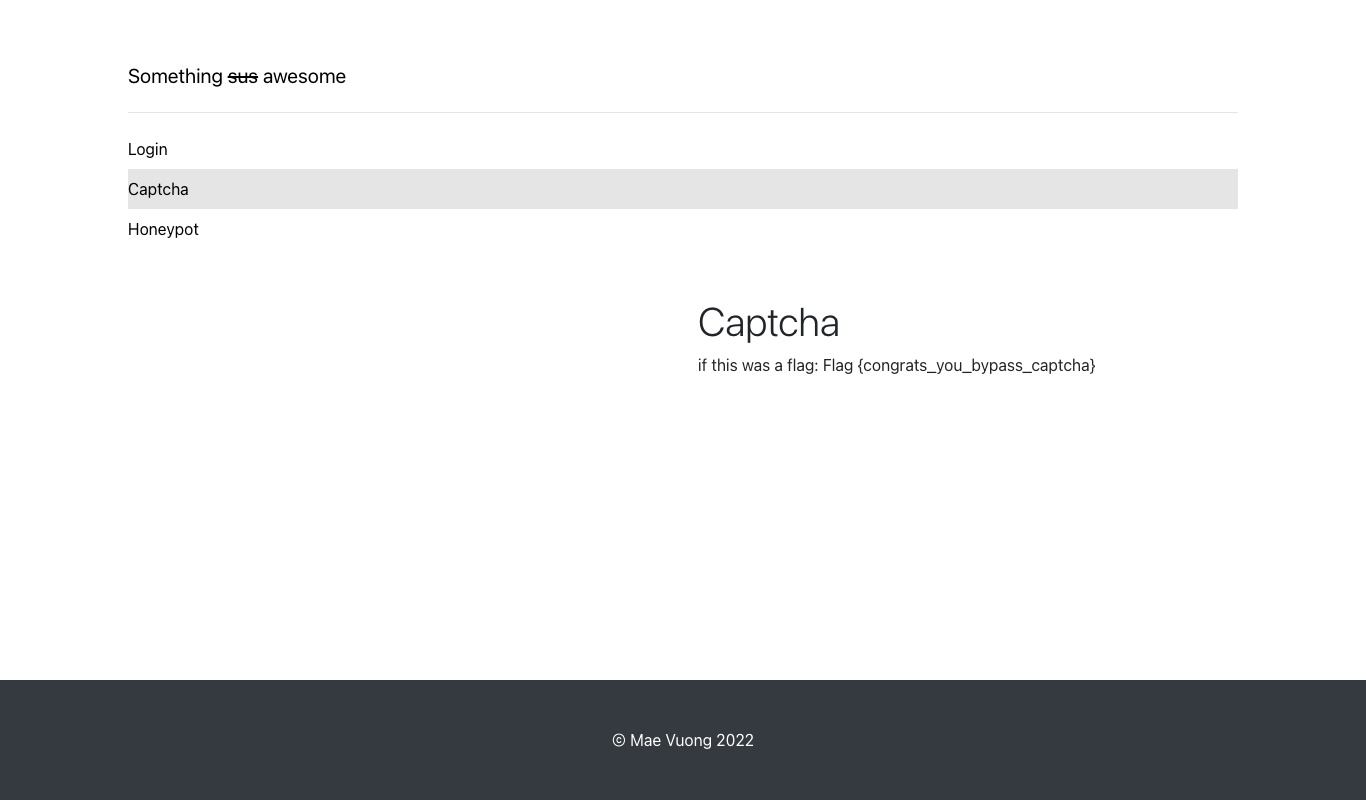 Something sus awesome
Login
Captcha
Honeypot
Captcha
if this was a flag: Flag {congrats_you_bypass_captcha}
© Mae Vuong 2022